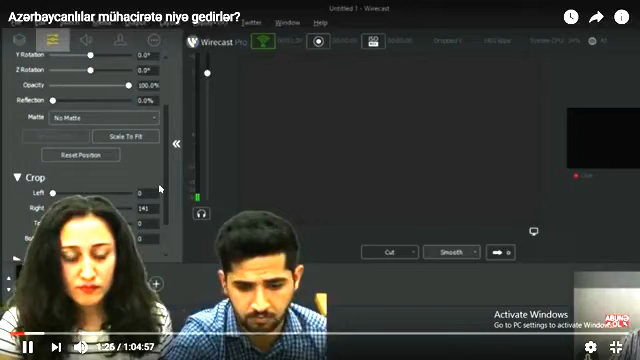 Azərbaycanlılar mühacirətə niyə gedirlər?
Untitled 1 - Wirecast
Twitter Window Help
Wirecast Pro
Y Rotation 0.0°
Z Rotation 0.0°
Opacity 100.0%
Reflection 0.0%
Matte No Matte
Scale To Fit
Reset Position
Crop
Left 0
Right 141
0
0
Cut Smooth
Activate Windows
Go to PC settings to activate Windows.
ABUNƏ OL
1:26 / 1:04:57